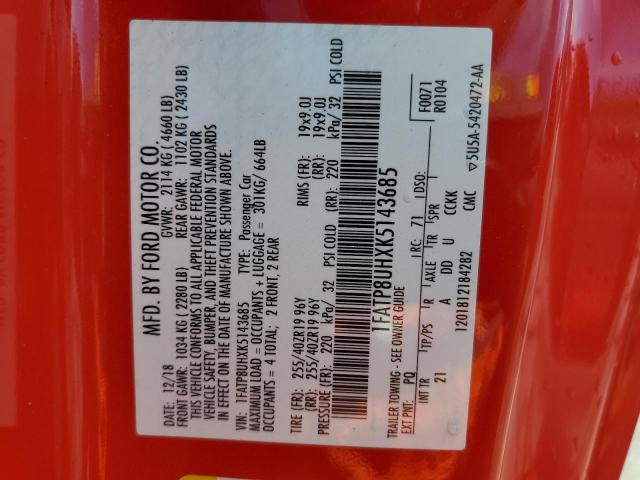 MFD. BY FORD MOTOR CO.
DATE: 12/18 GVWR: 2114 KG ( 4660 LB)
FRONT GAWR: 1034 KG ( 2280 LB) REAR GAWR: 1102 KG ( 2430 LB)
THIS VEHICLE CONFORMS TO ALL APPLICABLE FEDERAL MOTOR
VEHICLE SAFETY, BUMPER, AND THEFT PREVENTION STANDARDS
IN EFFECT ON THE DATE OF MANUFACTURE SHOWN ABOVE.
VIN: 1FATP8UHXK5143685 TYPE: Passenger Car
MAXIMUM LOAD = OCCUPANTS + LUGGAGE = 301KG/ 664LB
OCCUPANTS = 4 TOTAL; 2 FRONT, 2 REAR
TIRE (FR): 255/40ZR19 96Y RIMS (FR): 19x9.0J
(RR): 255/40ZR19 96Y (RR): 19x9.0J
PRESSURE (FR): 220 kPa/ 32 PSI COLD (RR): 220 kPa/ 32 PSI COLD
1FATP8UHXK5143685
TRAILER TOWING - SEE OWNER GUIDE F0071
EXT PNT: PQ RC: 71 DSO: R0104
INT TR TP/PS R AXLE TR SPR
21 A DD U CCKK
1201812184282 CMC ▽5U5A-5420472-AA